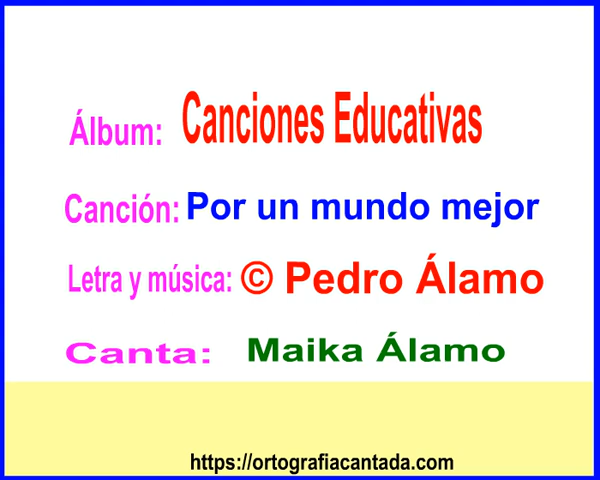 Álbum: Canciones Educativas
Canción: Por un mundo mejor
Letra y música: © Pedro Álamo
Canta: Maika Álamo
https://ortografiacantada.com